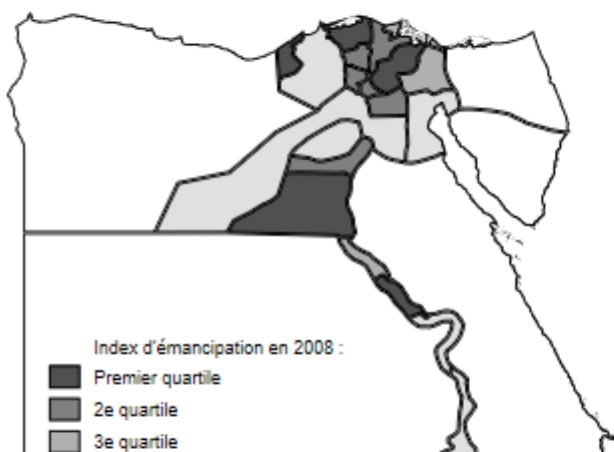 Index d'émancipation en 2008 :
Premier quartile
2e quartile
3e quartile